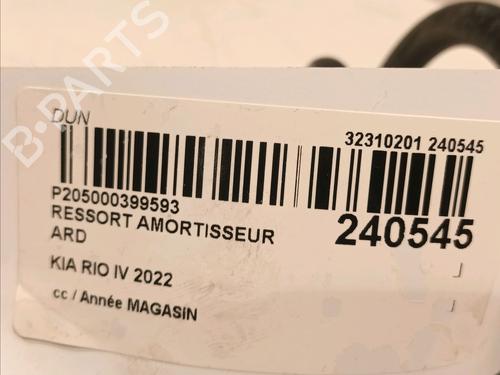 DUN
32310201 240545
P205000399593
RESSORT AMORTISSEUR
ARD
240545
KIA RIO IV 2022
cc / Année MAGASIN
B-PARTS